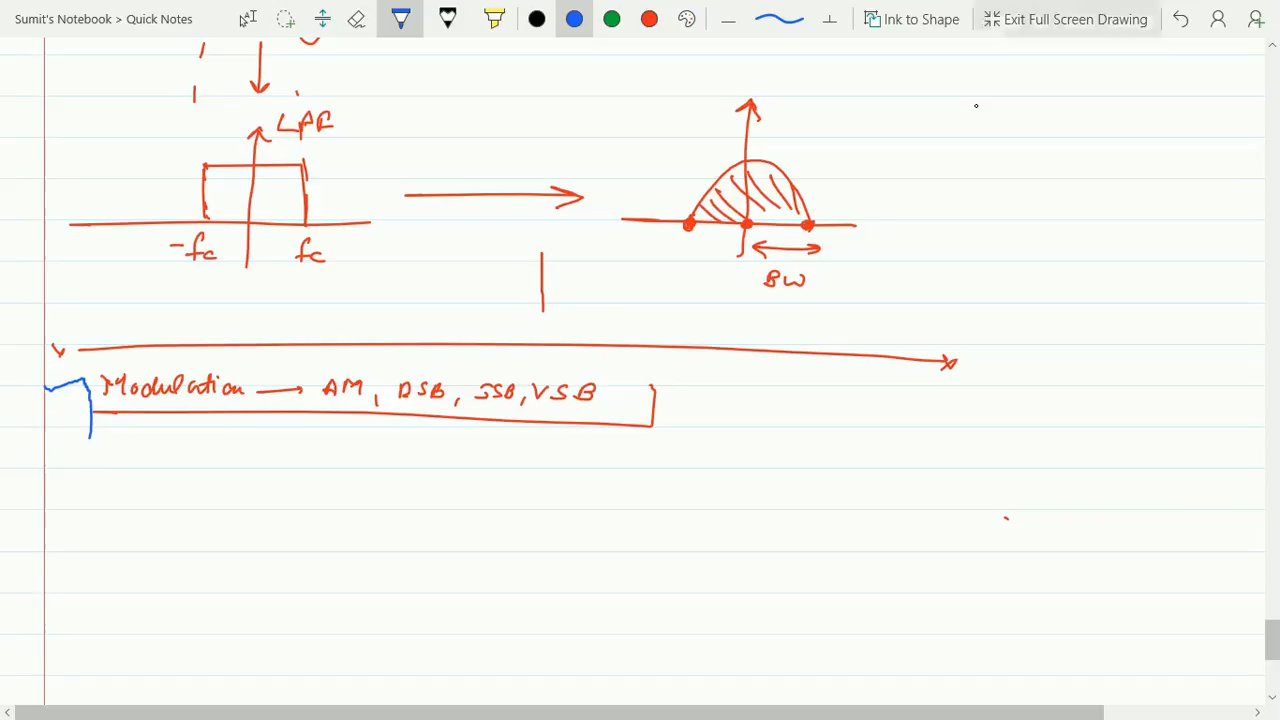 Sumit's Notebook > Quick Notes
Ink to Shape
Exit Full Screen Drawing
LPF
-fc fc
BW
Modulation → AM, DSB, SSB, VSB